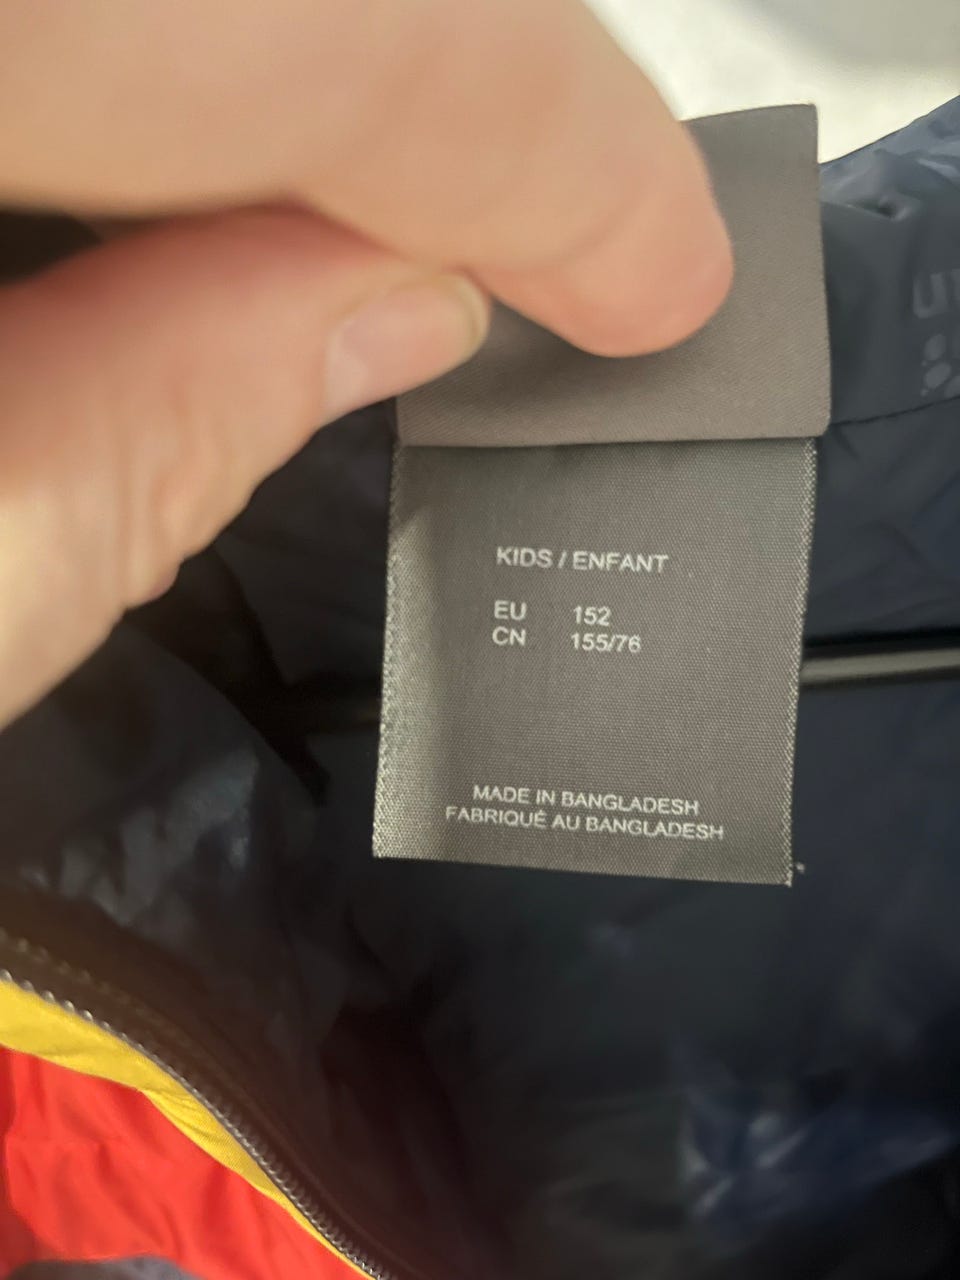 KIDS / ENFANT
EU 152
CN 155/76
MADE IN BANGLADESH
FABRIQUÉ AU BANGLADESH